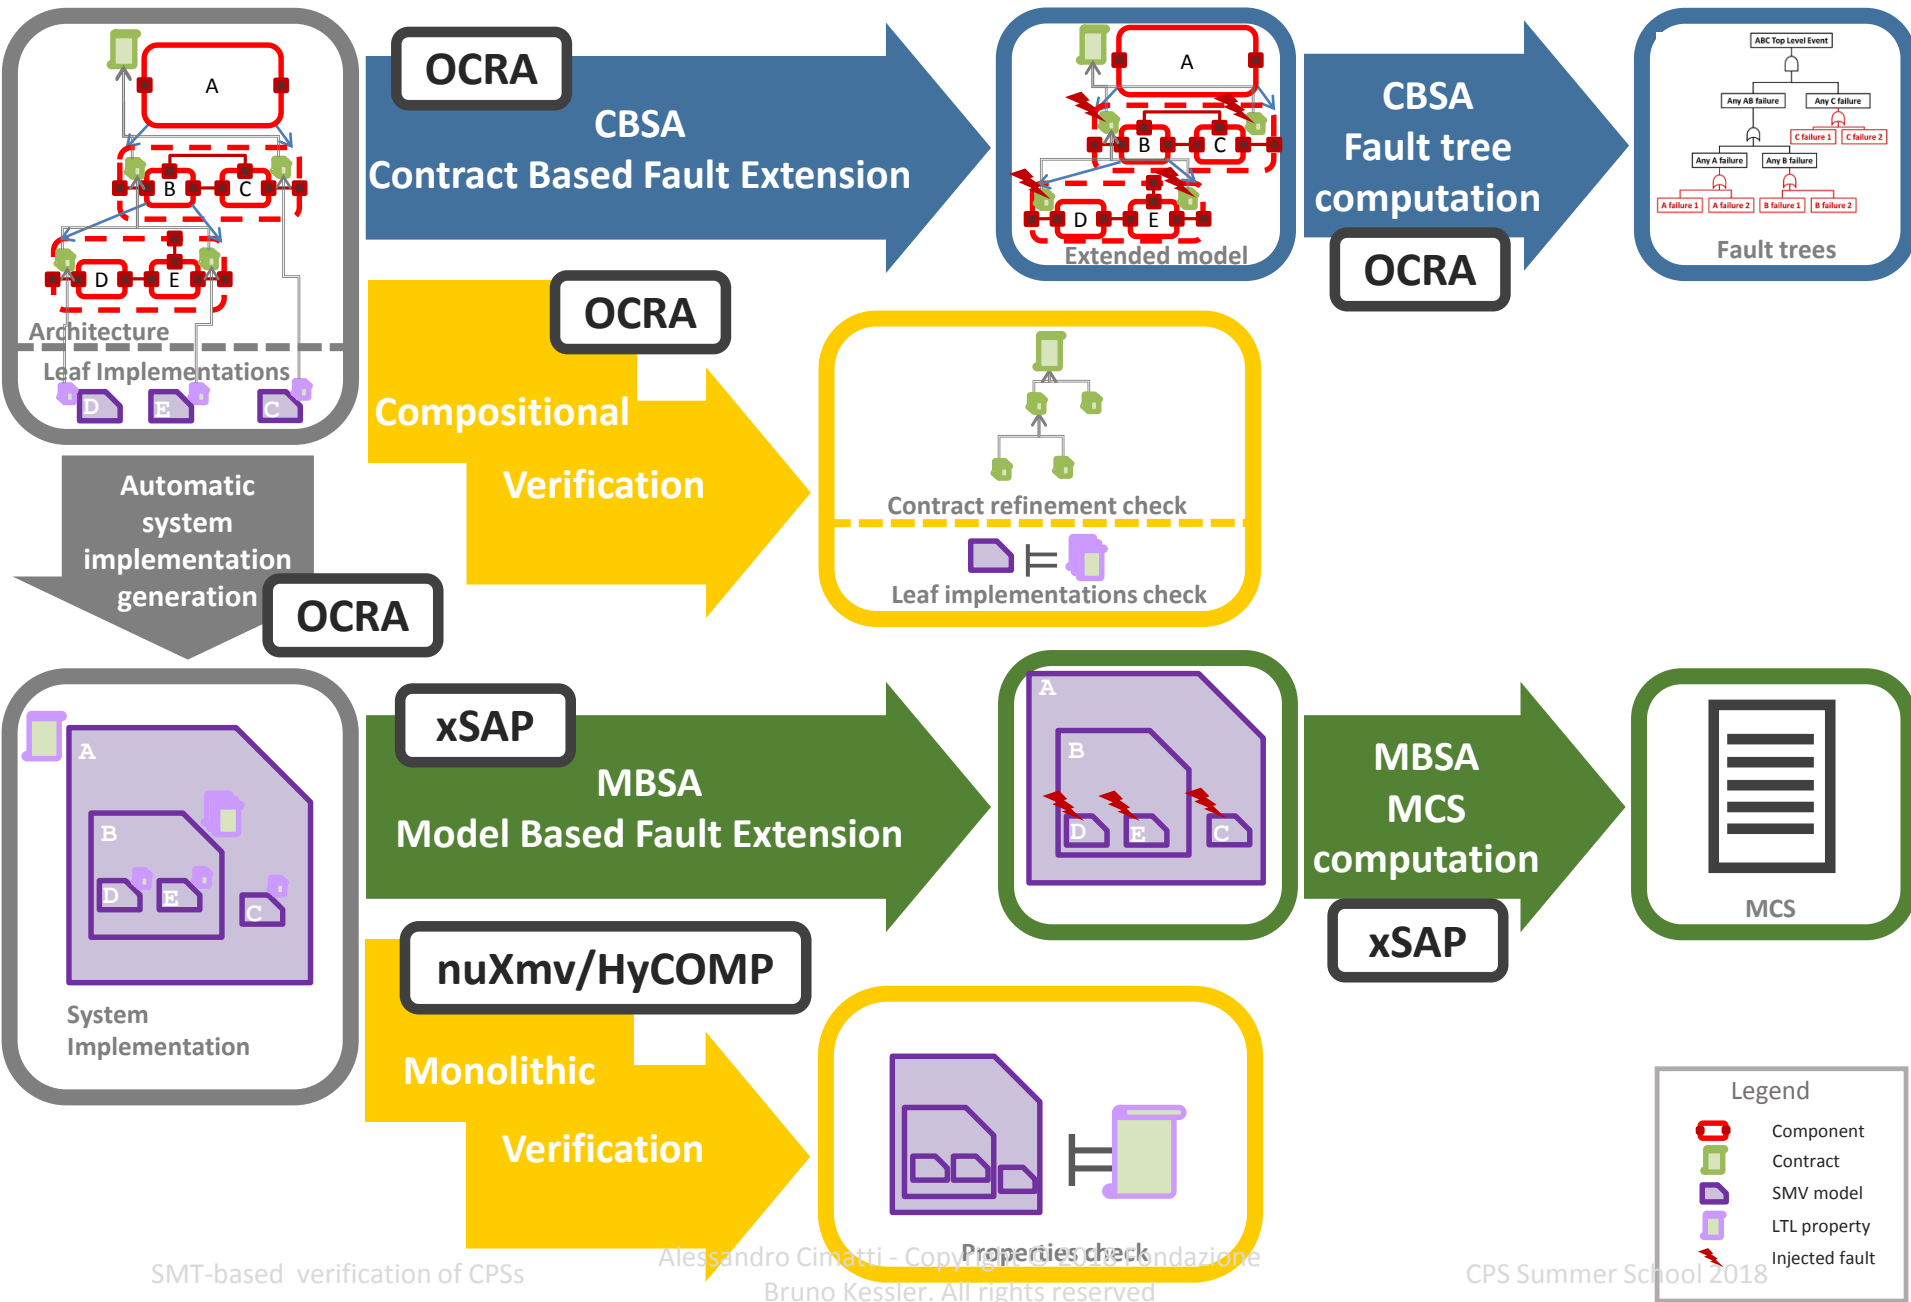 A
B
C
D
E
Architecture
Leaf Implementations
D
E
C
OCRA
CBSA
Contract Based Fault Extension
A
B
C
D
E
Extended model
CBSA
Fault tree
computation
OCRA
ABC Top Level Event
Any AB failure
Any C failure
C failure 1
C failure 2
Any A failure
Any B failure
A failure 1
A failure 2
B failure 1
B failure 2
Fault trees
OCRA
Compositional
Verification
Contract refinement check
Leaf implementations check
Automatic
system
implementation
generation
OCRA
A
B
D
E
C
System
Implementation
xSAP
MBSA
Model Based Fault Extension
A
B
D
E
C
MBSA
MCS
computation
xSAP
MCS
nuXmv/HyCOMP
Monolithic
Verification
Properties check
Legend
Component
Contract
SMV model
LTL property
Injected fault
SMT-based verification of CPSs
Alessandro Cimatti - Copyright © 2018 Fondazione
Bruno Kessler. All rights reserved
CPS Summer School 2018